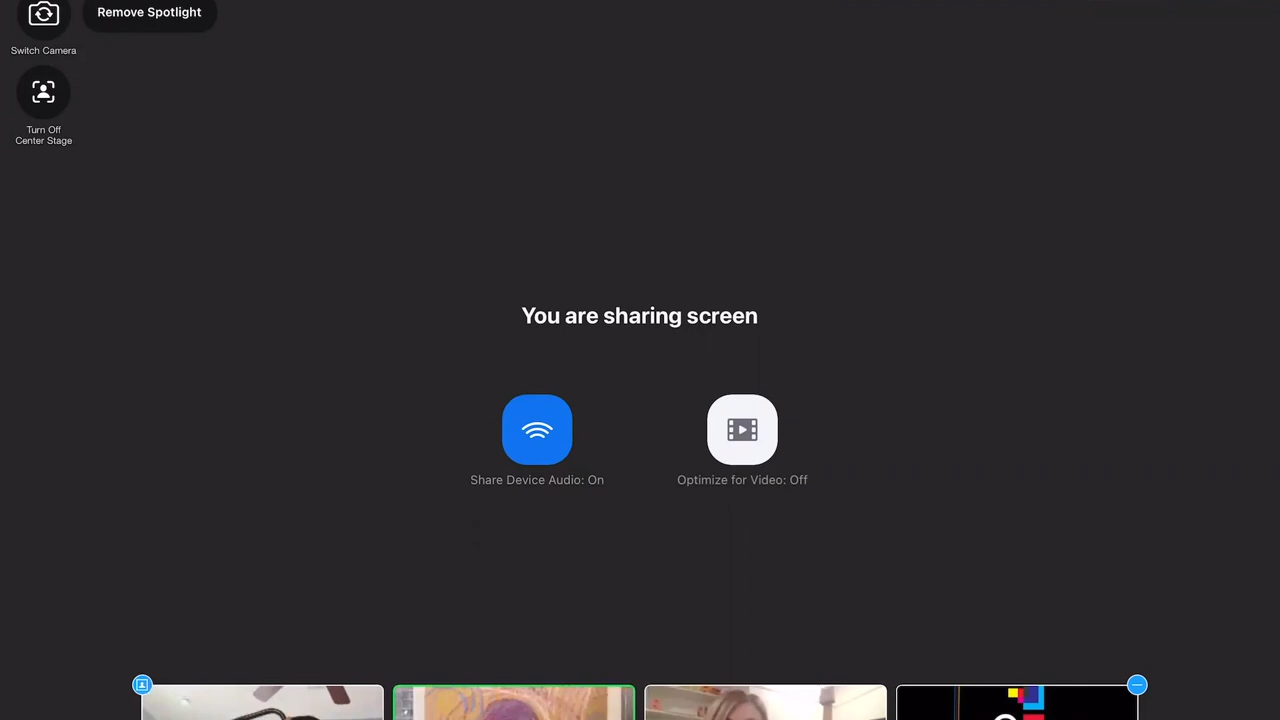 Remove Spotlight
Switch Camera
Turn Off
Center Stage
You are sharing screen
Share Device Audio: On
Optimize for Video: Off